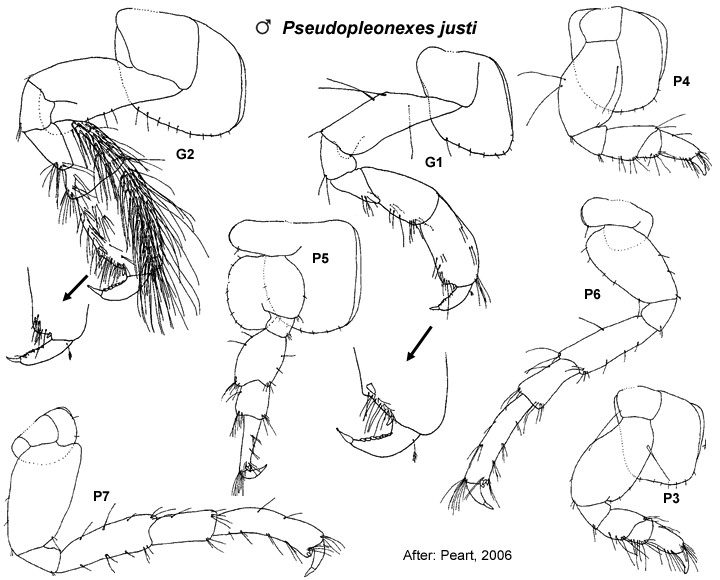 ♂ Pseudopleonexes justi
P4
G2
G1
P5
P6
P7
P3
After: Peart, 2006